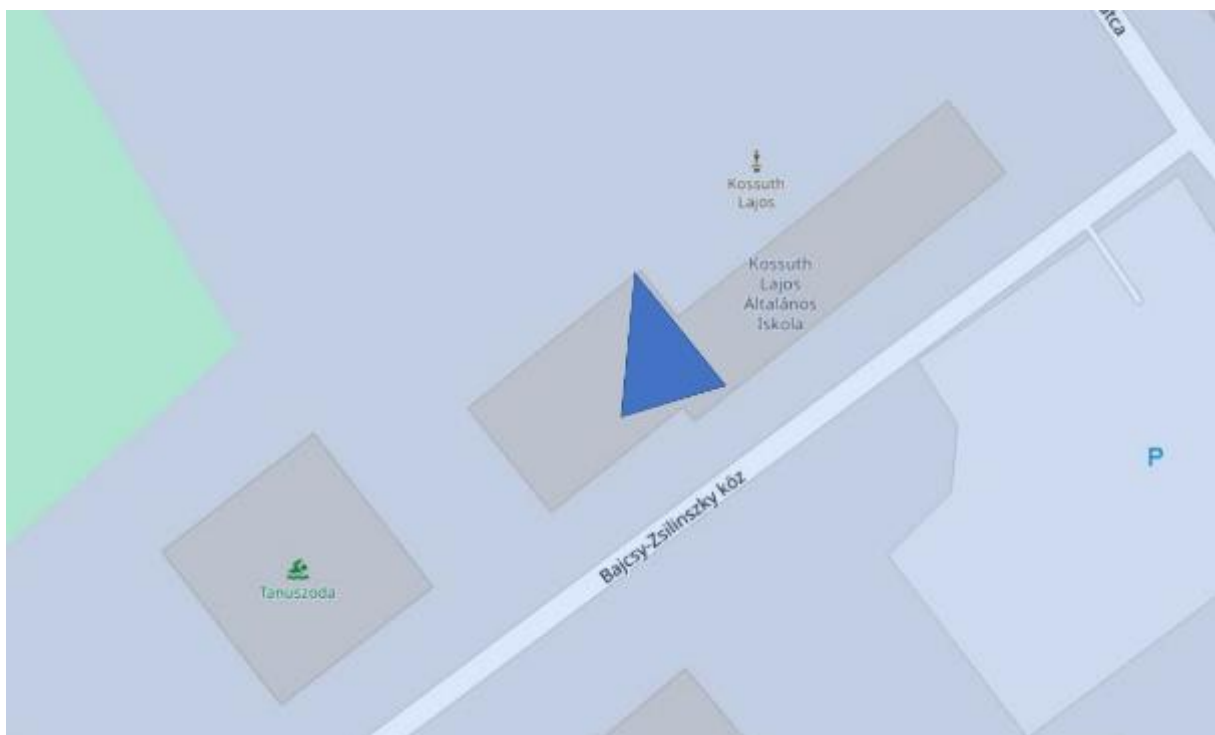 Kossuth
Lajos
Kossuth
Lajos
Általános
Iskola
P
Bajcsy-Zsilinszky köz
Tanuszoda